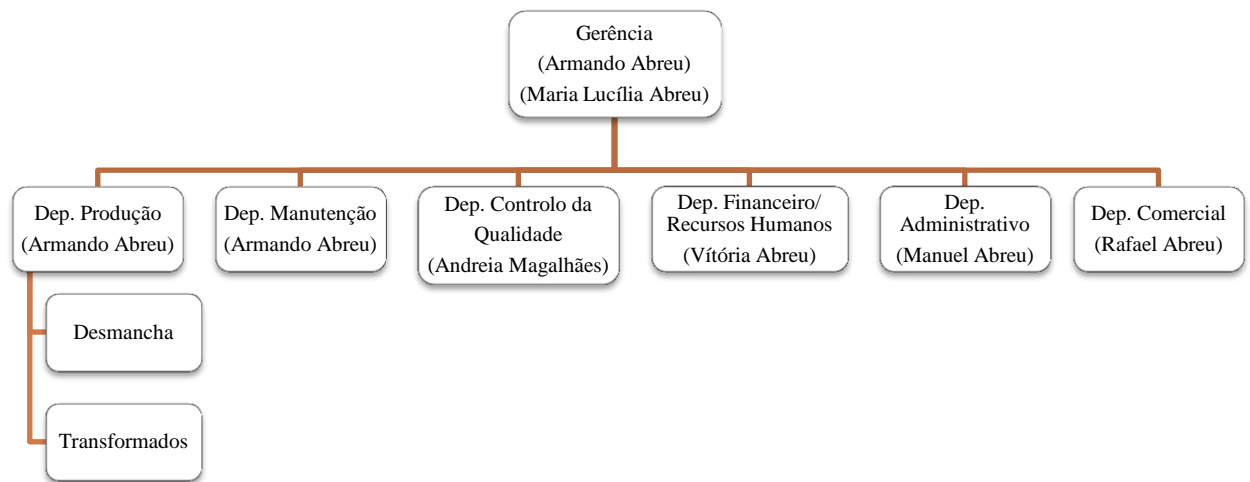 Gerência
(Armando Abreu)
(Maria Lucília Abreu)
Dep. Produção
(Armando Abreu)
Dep. Manutenção
(Armando Abreu)
Dep. Controlo da
Qualidade
(Andreia Magalhães)
Dep. Financeiro/
Recursos Humanos
(Vítória Abreu)
Dep.
Administrativo
(Manuel Abreu)
Dep. Comercial
(Rafael Abreu)
Desmancha
Transformados